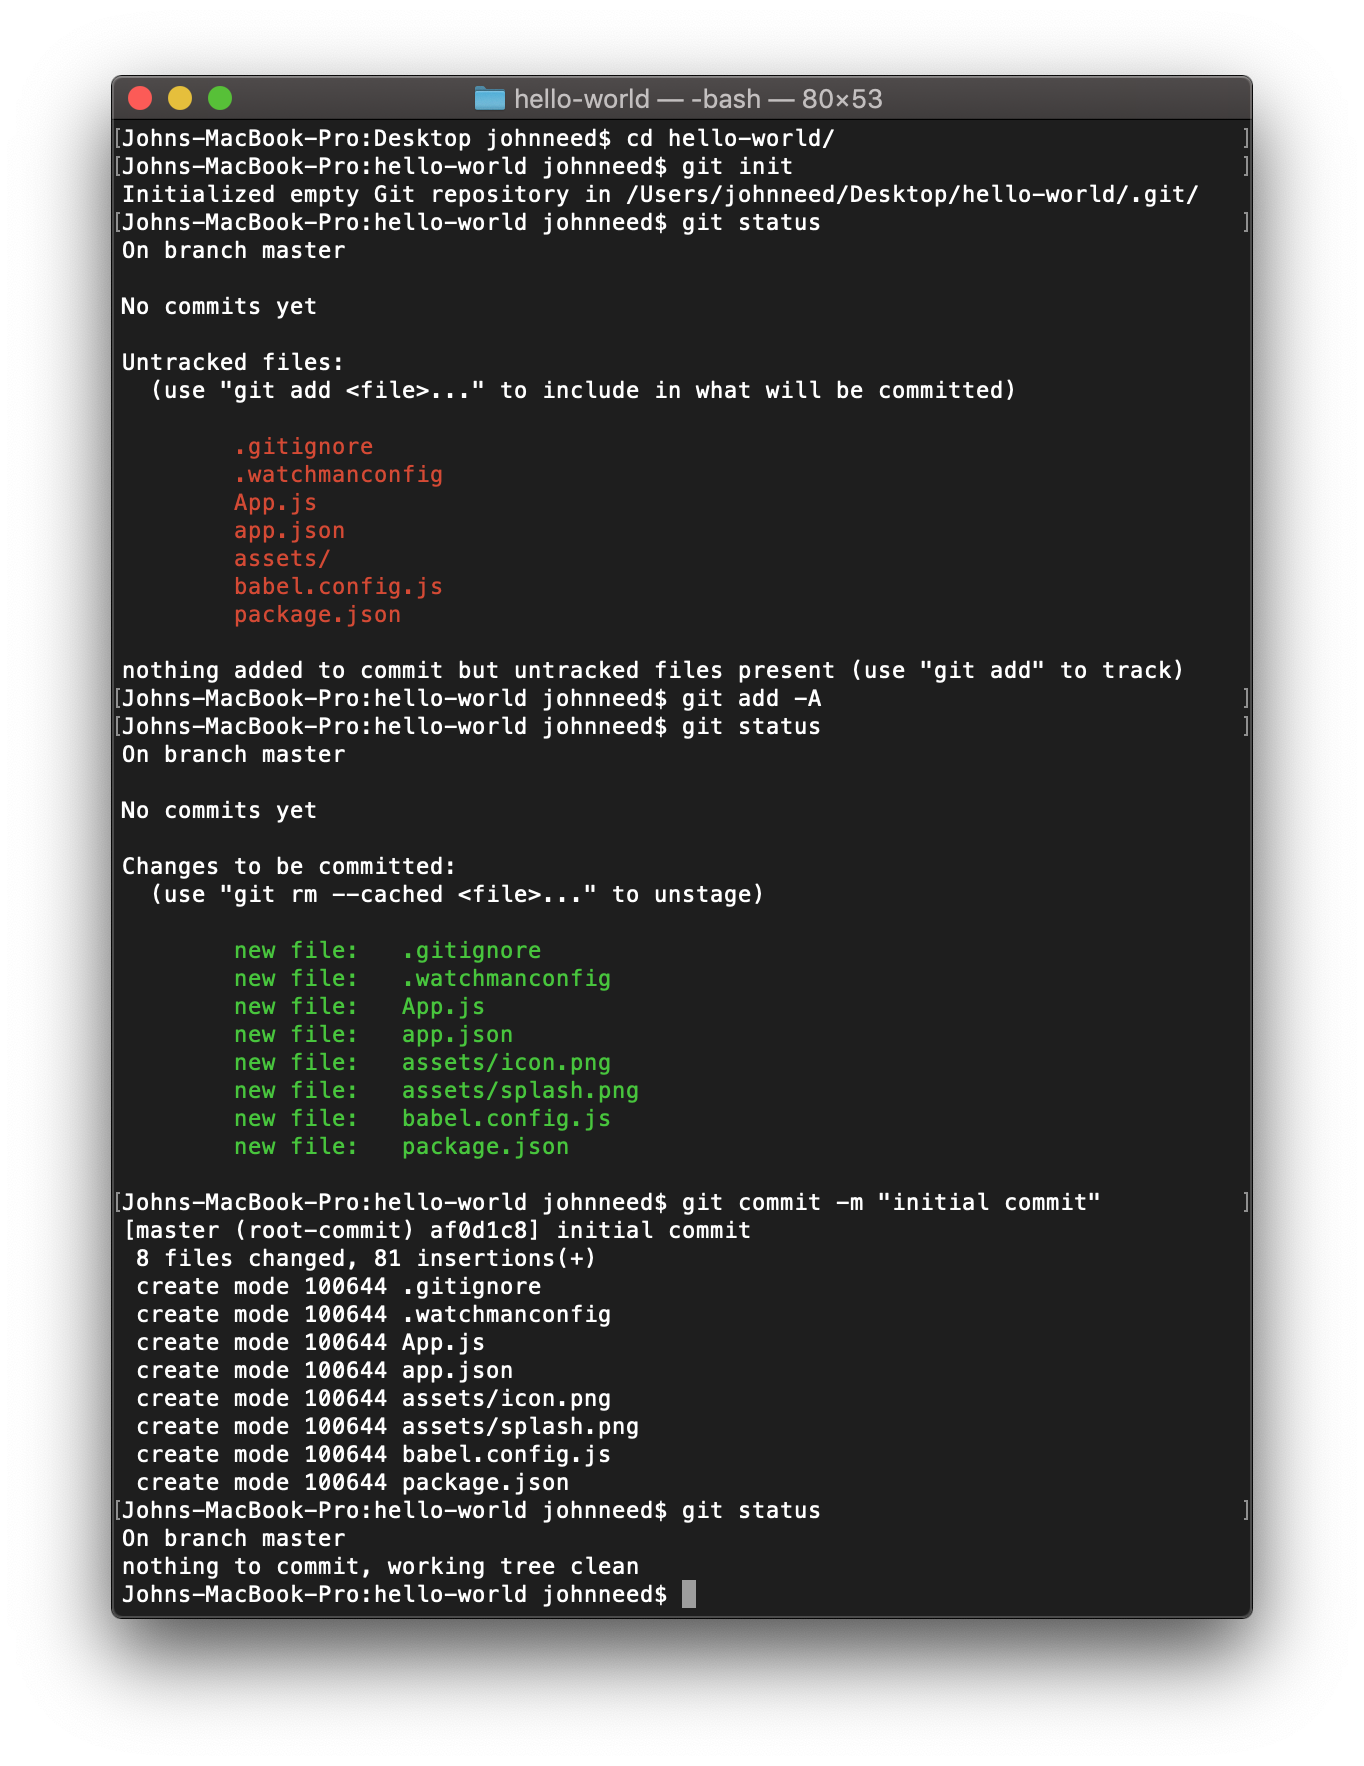 hello-world — -bash — 80×53
[Johns-MacBook-Pro:Desktop johnneed$ cd hello-world/ ]
[Johns-MacBook-Pro:hello-world johnneed$ git init ]
Initialized empty Git repository in /Users/johnneed/Desktop/hello-world/.git/
[Johns-MacBook-Pro:hello-world johnneed$ git status ]
On branch master
No commits yet
Untracked files:
  (use "git add <file>..." to include in what will be committed)
        .gitignore
        .watchmanconfig
        App.js
        app.json
        assets/
        babel.config.js
        package.json
nothing added to commit but untracked files present (use "git add" to track)
[Johns-MacBook-Pro:hello-world johnneed$ git add -A ]
[Johns-MacBook-Pro:hello-world johnneed$ git status ]
On branch master
No commits yet
Changes to be committed:
  (use "git rm --cached <file>..." to unstage)
        new file:   .gitignore
        new file:   .watchmanconfig
        new file:   App.js
        new file:   app.json
        new file:   assets/icon.png
        new file:   assets/splash.png
        new file:   babel.config.js
        new file:   package.json
[Johns-MacBook-Pro:hello-world johnneed$ git commit -m "initial commit" ]
[master (root-commit) af0d1c8] initial commit
 8 files changed, 81 insertions(+)
 create mode 100644 .gitignore
 create mode 100644 .watchmanconfig
 create mode 100644 App.js
 create mode 100644 app.json
 create mode 100644 assets/icon.png
 create mode 100644 assets/splash.png
 create mode 100644 babel.config.js
 create mode 100644 package.json
[Johns-MacBook-Pro:hello-world johnneed$ git status ]
On branch master
nothing to commit, working tree clean
Johns-MacBook-Pro:hello-world johnneed$